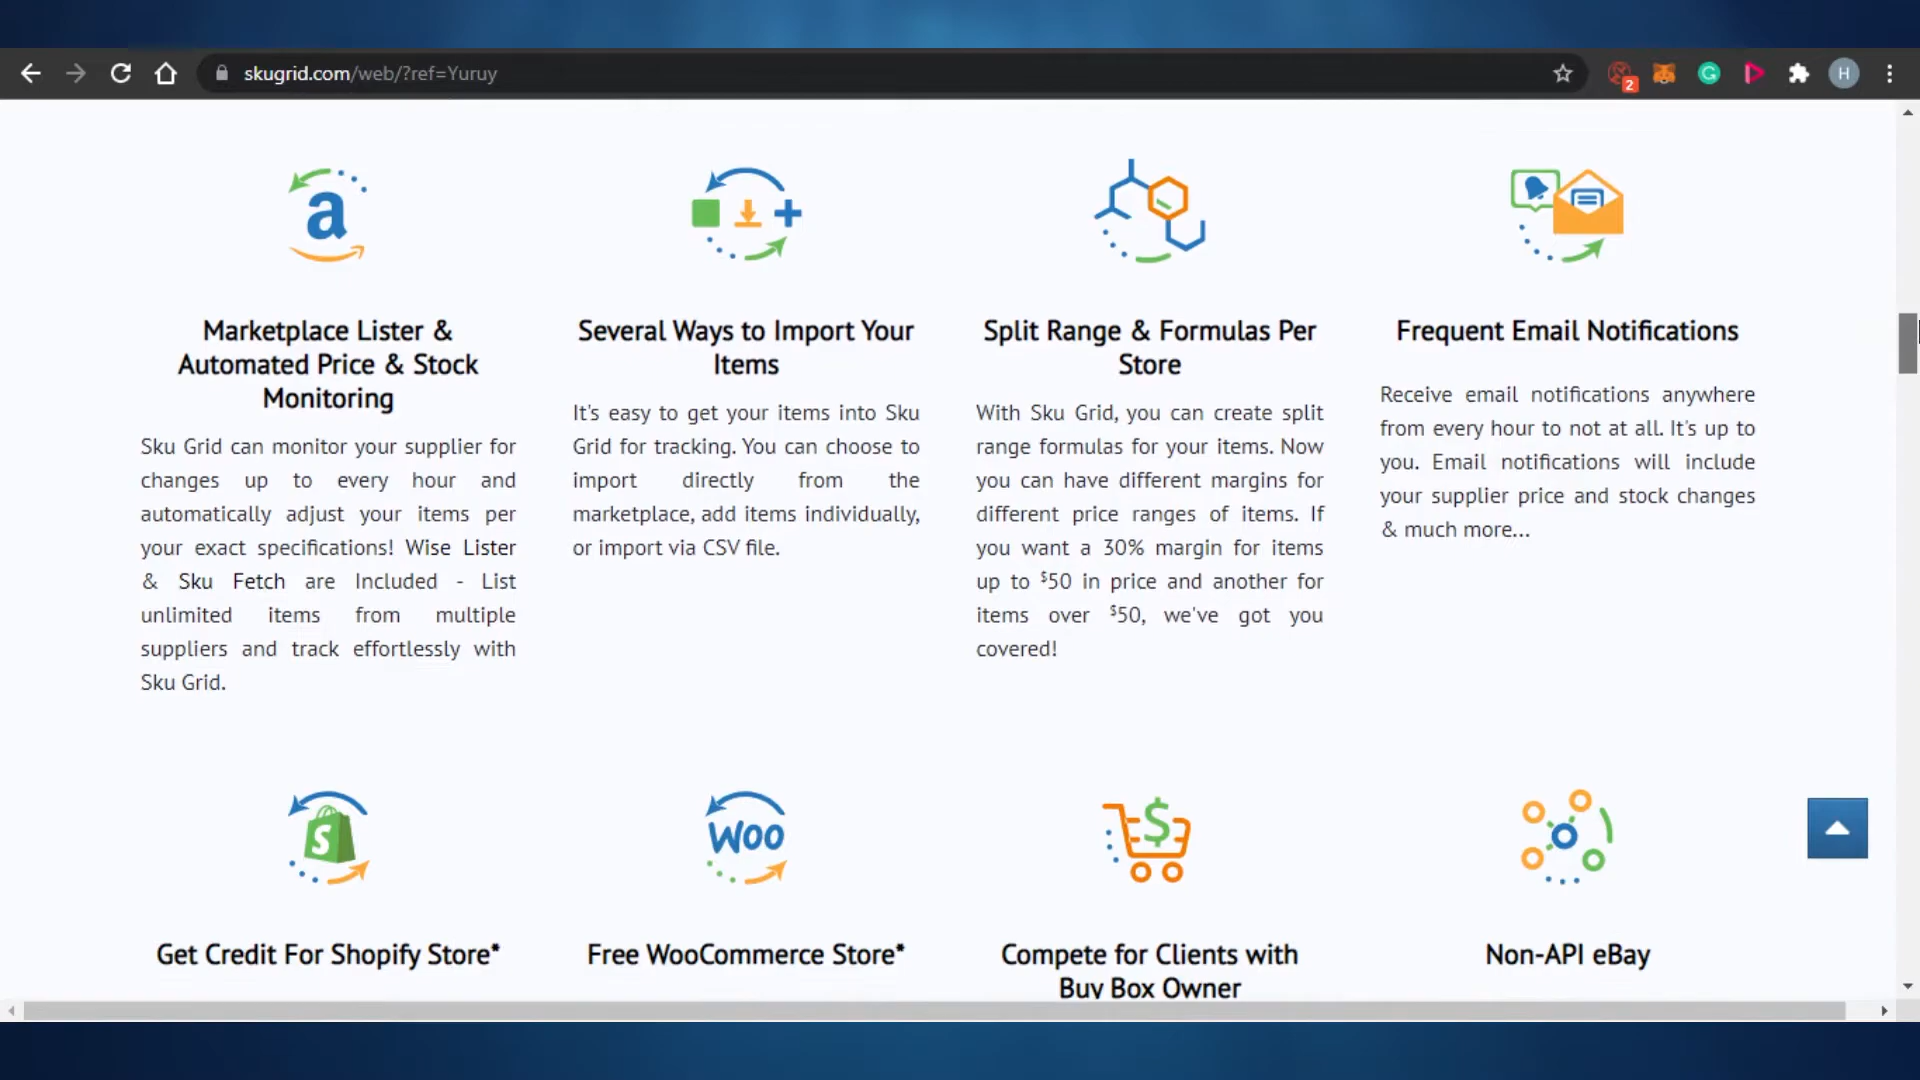 skugrid.com/web/?ref=Yuruy
2
H
a
Marketplace Lister &
Automated Price & Stock
Monitoring
Sku Grid can monitor your supplier for
changes up to every hour and
automatically adjust your items per
your exact specifications! Wise Lister
& Sku Fetch are Included - List
unlimited items from multiple
suppliers and track effortlessly with
Sku Grid.
Several Ways to Import Your
Items
It's easy to get your items into Sku
Grid for tracking. You can choose to
import directly from the
marketplace, add items individually,
or import via CSV file.
Split Range & Formulas Per
Store
With Sku Grid, you can create split
range formulas for your items. Now
you can have different margins for
different price ranges of items. If
you want a 30% margin for items
up to $50 in price and another for
items over $50, we've got you
covered!
Frequent Email Notifications
Receive email notifications anywhere
from every hour to not at all. It's up to
you. Email notifications will include
your supplier price and stock changes
& much more...
S
Get Credit For Shopify Store*
WOO
Free WooCommerce Store*
$
Compete for Clients with
Buy Box Owner
Non-API eBay